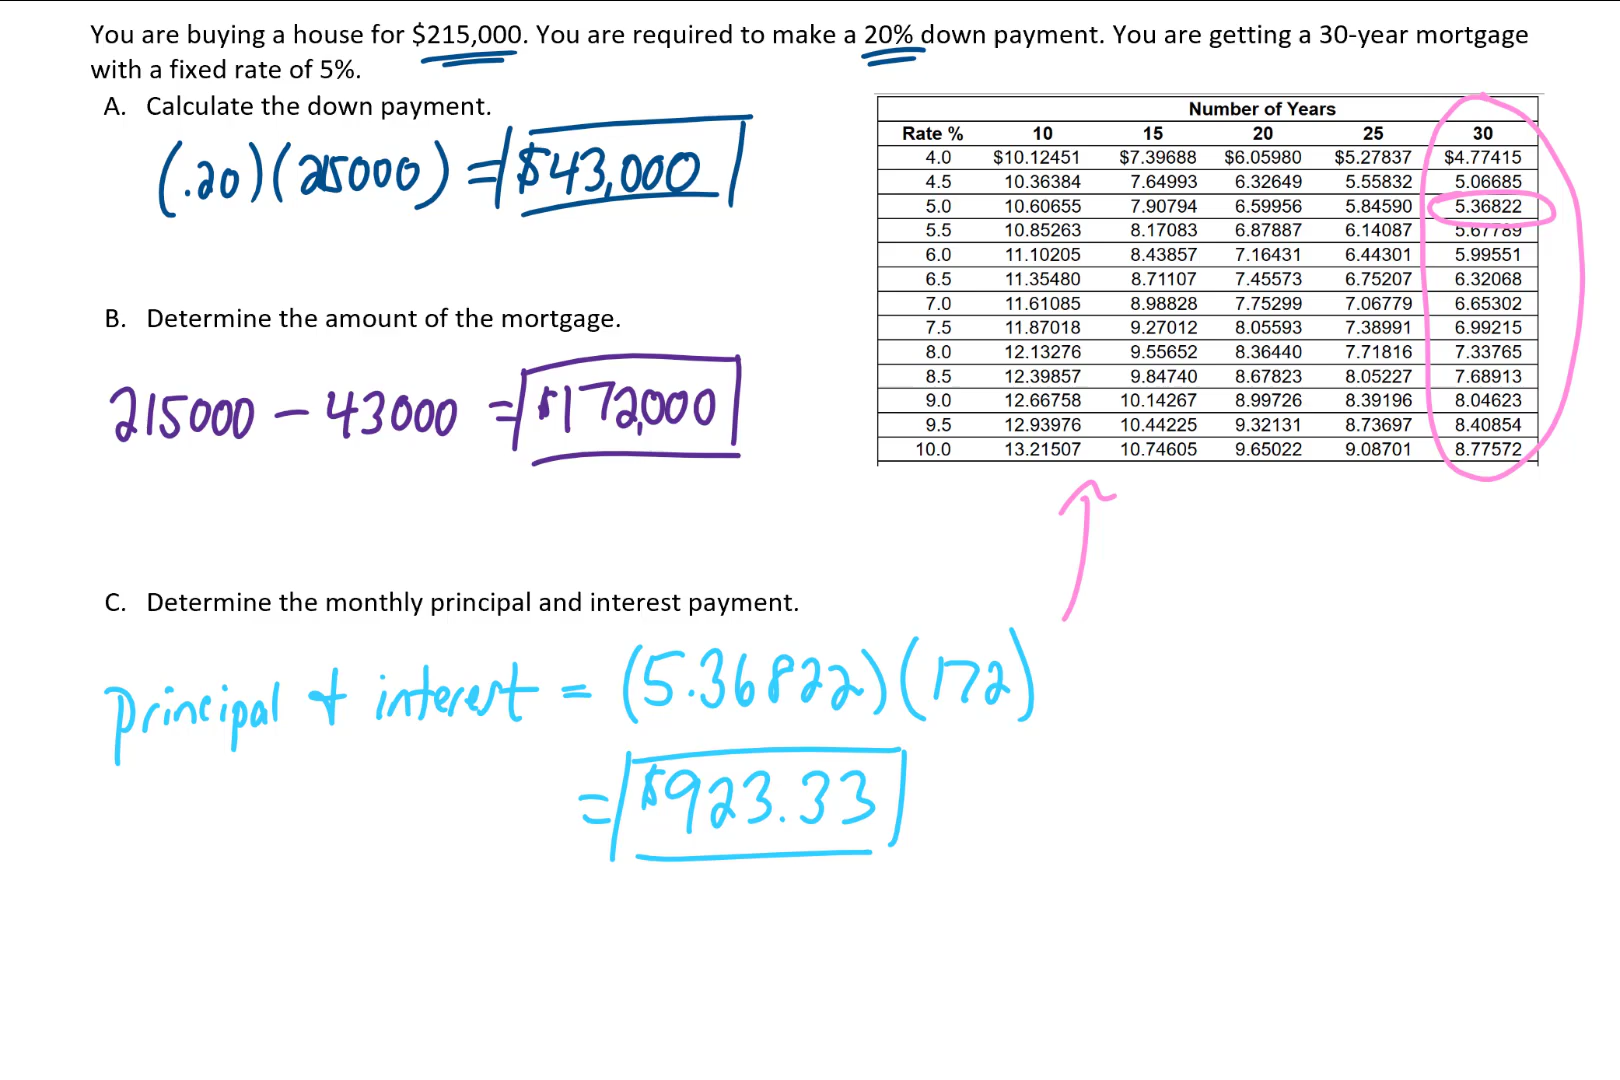 You are buying a house for $215,000. You are required to make a 20% down payment. You are getting a 30-year mortgage
with a fixed rate of 5%.
A. Calculate the down payment.
(.20)(215000) = $43,000
B. Determine the amount of the mortgage.
215000 - 43000 = $172,000
Number of Years
Rate % 10 15 20 25 30
4.0 $10.12451 $7.39688 $6.05980 $5.27837 $4.77415
4.5 10.36384 7.64993 6.32649 5.55832 5.06685
5.0 10.60655 7.90794 6.59956 5.84590 5.36822
5.5 10.85263 8.17083 6.87887 6.14087 5.67789
6.0 11.10205 8.43857 7.16431 6.44301 5.99551
6.5 11.35480 8.71107 7.45573 6.75207 6.32068
7.0 11.61085 8.98828 7.75299 7.06779 6.65302
7.5 11.87018 9.27012 8.05593 7.38991 6.99215
8.0 12.13276 9.55652 8.36440 7.71816 7.33765
8.5 12.39857 9.84740 8.67823 8.05227 7.68913
9.0 12.66758 10.14267 8.99726 8.39196 8.04623
9.5 12.93976 10.44225 9.32131 8.73697 8.40854
10.0 13.21507 10.74605 9.65022 9.08701 8.77572
C. Determine the monthly principal and interest payment.
principal + interest = (5.36822)(172)
= $923.33